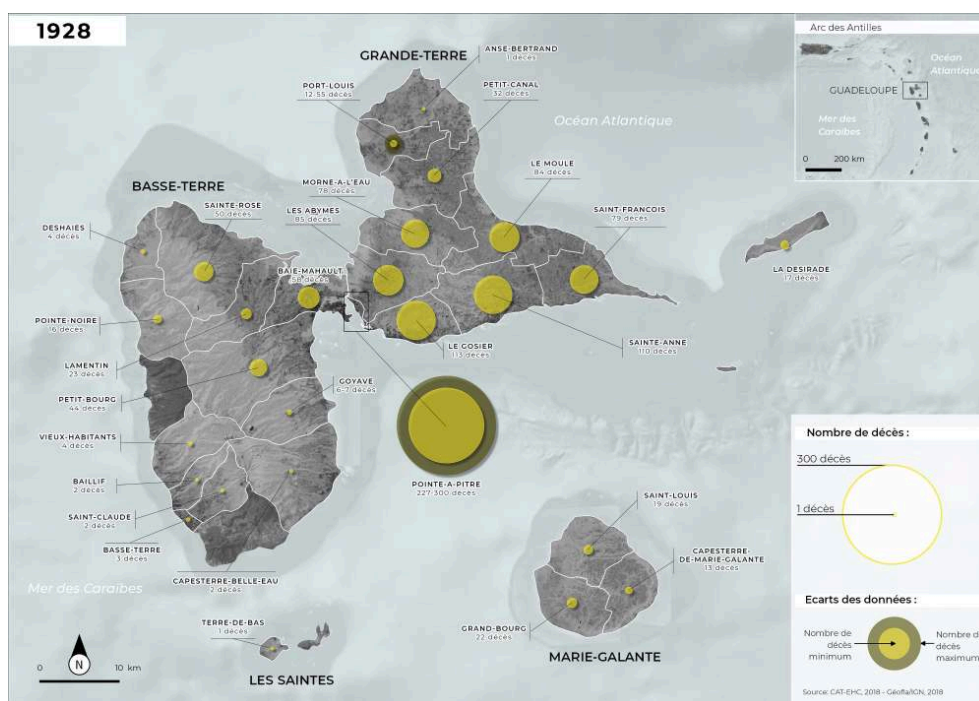 1928
GRANDE-TERRE
ANSE-BERTRAND
1 décès
PORT-LOUIS
12-55 décès
PETIT-CANAL
32 décès
Océan Atlantique
Arc des Antilles
Océan
Atlantique
GUADELOUPE
Mer des
Caraïbes
0 200 km
BASSE-TERRE
MORNE-A-L'EAU
78 décès
LE MOULE
84 décès
SAINTE-ROSE
50 décès
LES ABYMES
85 décès
SAINT-FRANÇOIS
79 décès
DESHAIES
4 décès
BAIE-MAHAULT
58 décès
LA DESIRADE
17 décès
POINTE-NOIRE
16 décès
LE GOSIER
113 décès
SAINTE-ANNE
110 décès
LAMENTIN
23 décès
PETIT-BOURG
44 décès
GOYAVE
6-7 décès
VIEUX-HABITANTS
4 décès
BAILLIF
2 décès
POINTE-A-PITRE
227-300 décès
SAINT-CLAUDE
2 décès
BASSE-TERRE
3 décès
CAPESTERRE-BELLE-EAU
2 décès
SAINT-LOUIS
19 décès
CAPESTERRE-
DE-MARIE-GALANTE
13 décès
GRAND-BOURG
22 décès
MARIE-GALANTE
Mer des Caraïbes
TERRE-DE-BAS
1 décès
LES SAINTES
N
0 10 km
Nombre de décès :
300 décès
1 décès
Ecarts des données :
Nombre de
décès
minimum
Nombre de
décès
maximum
Source: CAT-EHC, 2018 - Géofla/IGN, 2018